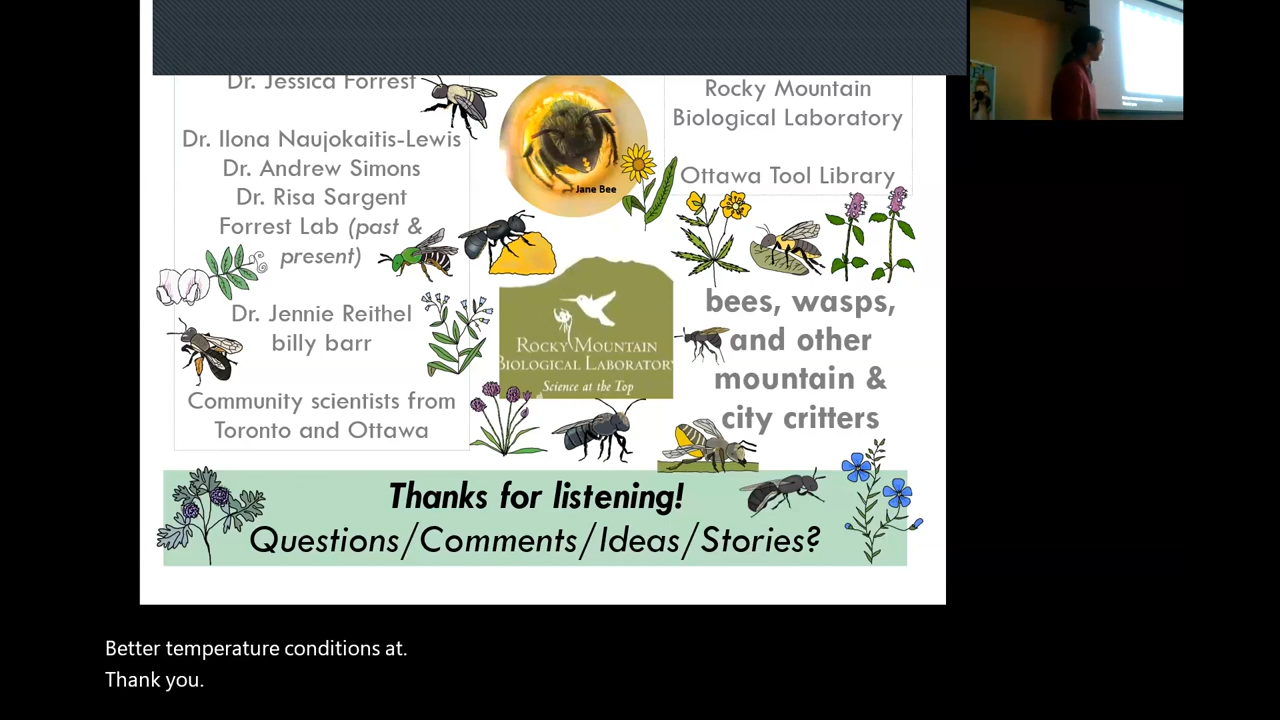 Dr. Jessica Forrest
Dr. Ilona Naujokaitis-Lewis
Dr. Andrew Simons
Dr. Risa Sargent
Forrest Lab (past &
present)
Dr. Jennie Reithel
billy barr
Community scientists from
Toronto and Ottawa
Jane Bee
Rocky Mountain
Biological Laboratory
Science at the Top
Rocky Mountain
Biological Laboratory
Ottawa Tool Library
bees, wasps,
and other
mountain &
city critters
Thanks for listening!
Questions/Comments/Ideas/Stories?
Better temperature conditions at.
Thank you.